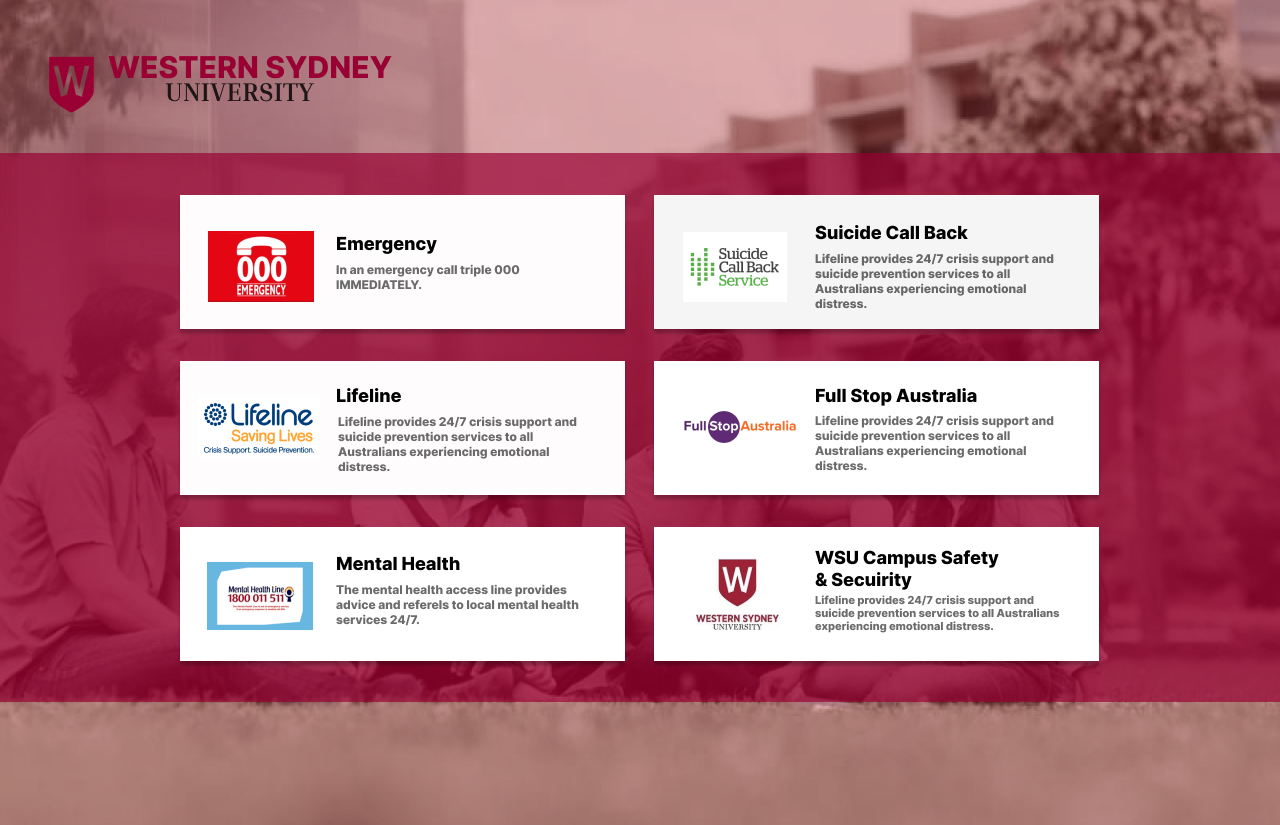 W
WESTERN SYDNEY
UNIVERSITY
000
EMERGENCY
Emergency
In an emergency call triple 000
IMMEDIATELY.
Suicide
Call Back
Service
Suicide Call Back
Lifeline provides 24/7 crisis support and
suicide prevention services to all
Australians experiencing emotional
distress.
Lifeline
Saving Lives
Crisis Support. Suicide Prevention.
Lifeline
Lifeline provides 24/7 crisis support and
suicide prevention services to all
Australians experiencing emotional
distress.
Full Stop Australia
Full Stop Australia
Lifeline provides 24/7 crisis support and
suicide prevention services to all
Australians experiencing emotional
distress.
Mental Health Line
1800 011 511
Mental Health
The mental health access line provides
advice and referels to local mental health
services 24/7.
W
WESTERN SYDNEY
UNIVERSITY
WSU Campus Safety
& Secuirity
Lifeline provides 24/7 crisis support and
suicide prevention services to all Australians
experiencing emotional distress.